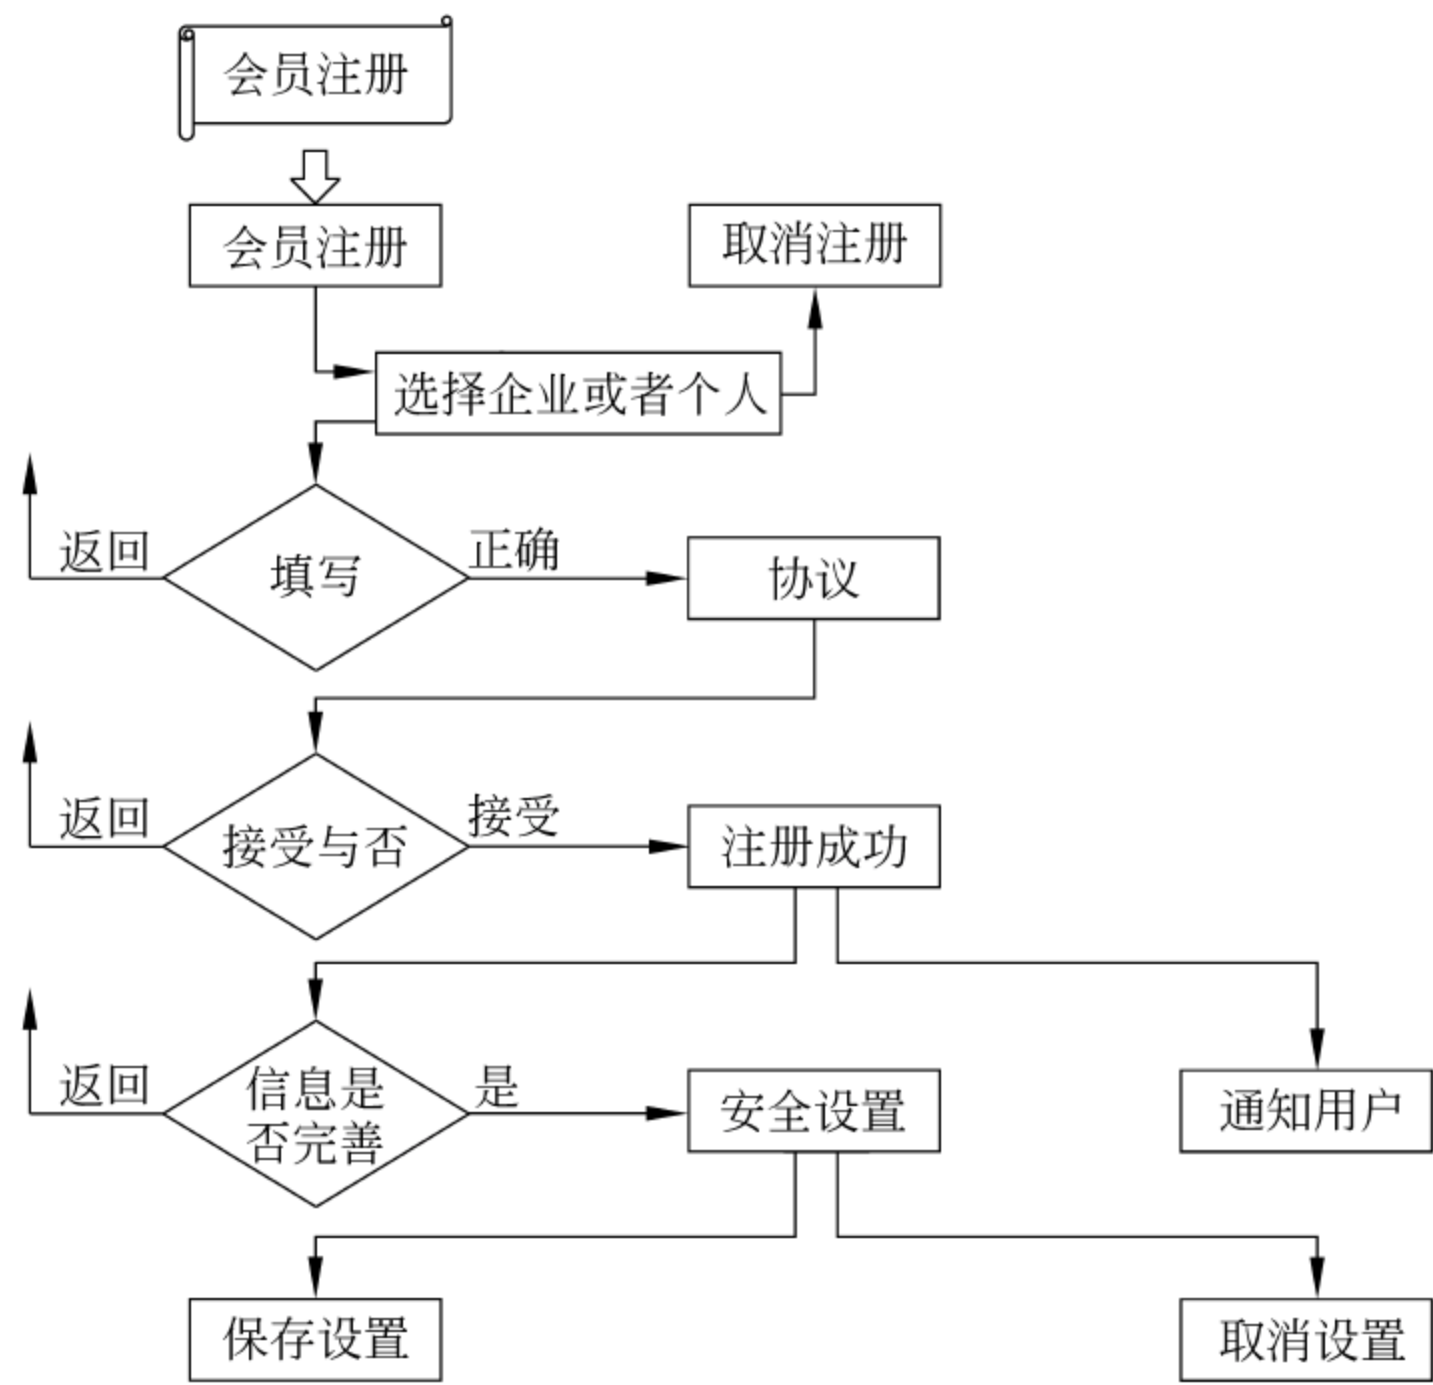 会员注册
会员注册
取消注册
选择企业或者个人
返回
填写
正确
协议
返回
接受与否
接受
注册成功
返回
信息是
否完善
是
安全设置
通知用户
保存设置
取消设置